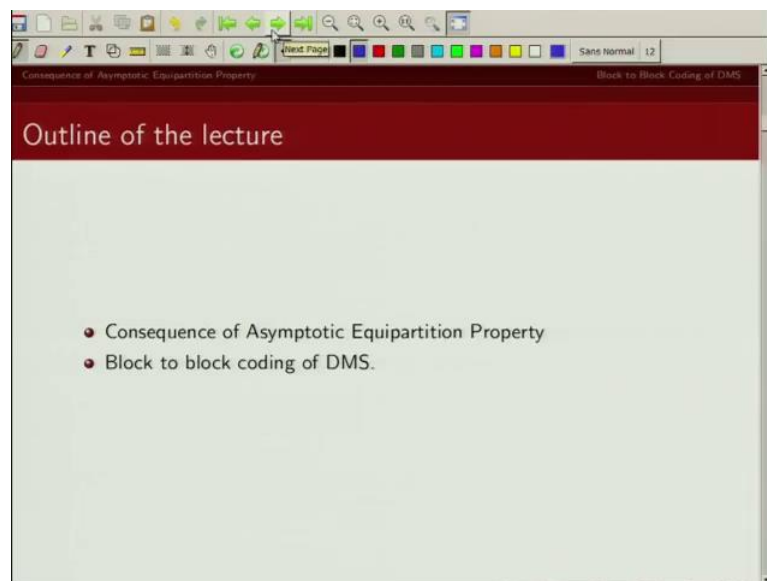 T Next Page Sans Normal 12
Consequence of Asymptotic Equipartition Property Block to Block Coding of DMS
Outline of the lecture
Consequence of Asymptotic Equipartition Property
Block to block coding of DMS.